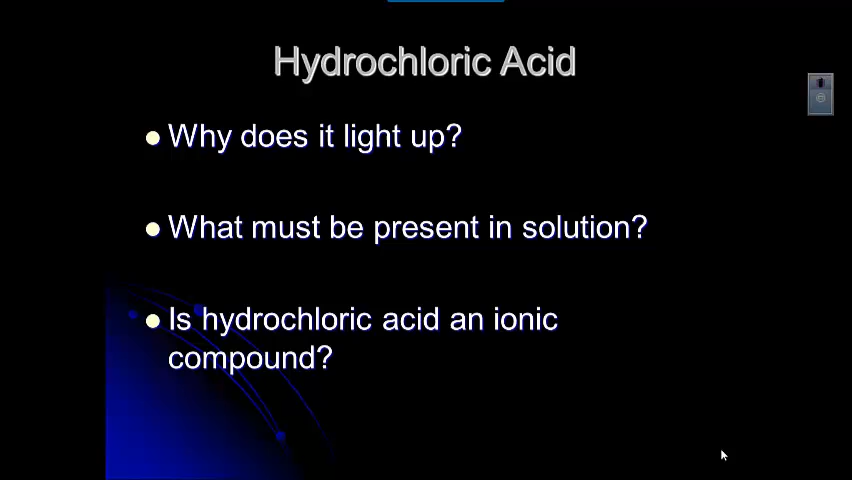 Hydrochloric Acid
Why does it light up?
What must be present in solution?
Is hydrochloric acid an ionic
compound?